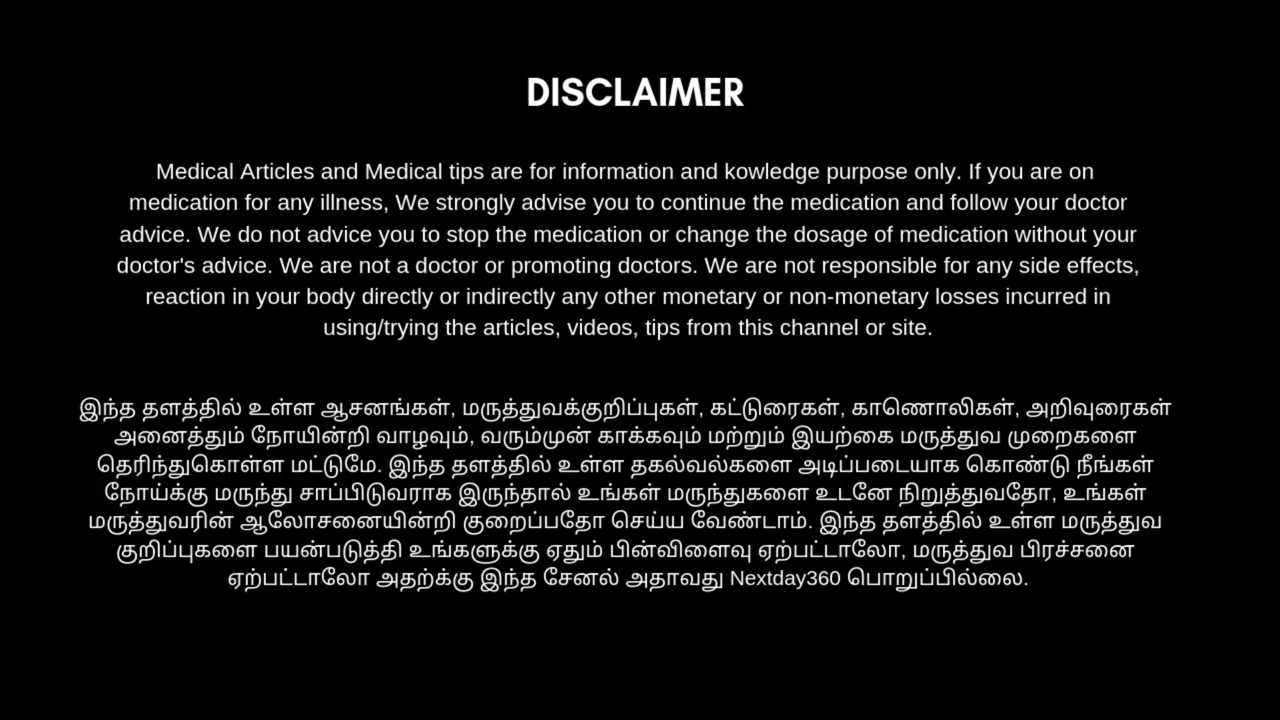 DISCLAIMER
Medical Articles and Medical tips are for information and kowledge purpose only. If you are on
medication for any illness, We strongly advise you to continue the medication and follow your doctor
advice. We do not advice you to stop the medication or change the dosage of medication without your
doctor's advice. We are not a doctor or promoting doctors. We are not responsible for any side effects,
reaction in your body directly or indirectly any other monetary or non-monetary losses incurred in
using/trying the articles, videos, tips from this channel or site.
இந்த தளத்தில் உள்ள ஆசனங்கள், மருத்துவக்குறிப்புகள், கட்டுரைகள், காணொலிகள், அறிவுரைகள்
அனைத்தும் நோயின்றி வாழவும், வரும்முன் காக்கவும் மற்றும் இயற்கை மருத்துவ முறைகளை
தெரிந்துகொள்ள மட்டுமே. இந்த தளத்தில் உள்ள தகல்வல்களை அடிப்படையாக கொண்டு நீங்கள்
நோய்க்கு மருந்து சாப்பிடுவராக இருந்தால் உங்கள் மருந்துகளை உடனே நிறுத்துவதோ, உங்கள்
மருத்துவரின் ஆலோசனையின்றி குறைப்பதோ செய்ய வேண்டாம். இந்த தளத்தில் உள்ள மருத்துவ
குறிப்புகளை பயன்படுத்தி உங்களுக்கு ஏதும் பின்விளைவு ஏற்பட்டாலோ, மருத்துவ பிரச்சனை
ஏற்பட்டாலோ அதற்க்கு இந்த சேனல் அதாவது Nextday360 பொறுப்பில்லை.